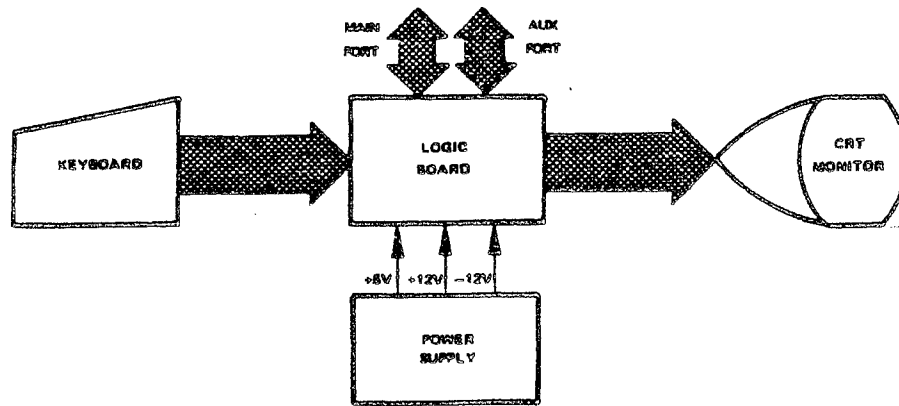 MAIN
PORT
AUX
PORT
KEYBOARD
LOGIC
BOARD
CRT
MONITOR
+5V +12V -12V
POWER
SUPPLY